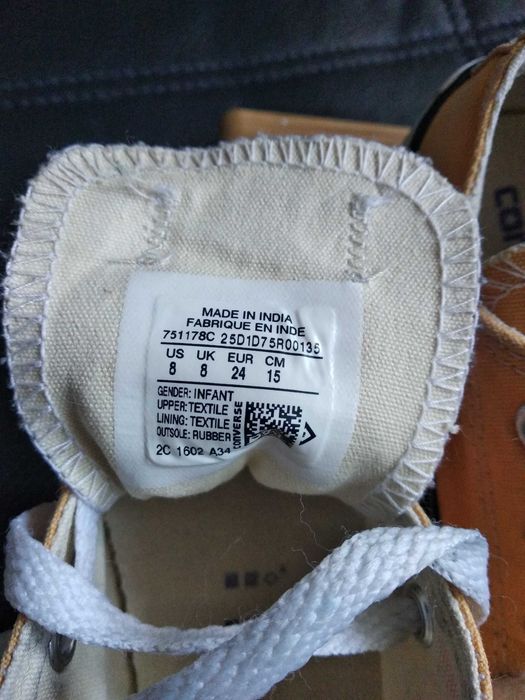 MADE IN INDIA
FABRIQUE EN INDE
751178C 25D1D75R00135
US UK EUR CM
8 8 24 15
GENDER: INFANT
UPPER: TEXTILE
LINING: TEXTILE
OUTSOLE: RUBBER
CONVERSE
2C 1602 A34